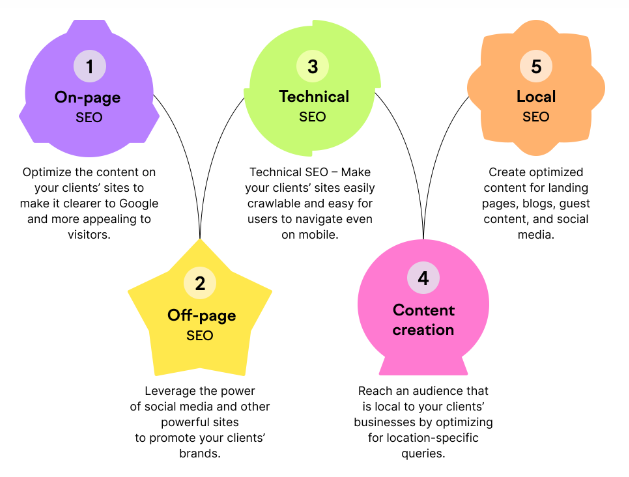 1
On-page
SEO
Optimize the content on
your clients’ sites to
make it clearer to Google
and more appealing to
visitors.
2
Off-page
SEO
Leverage the power
of social media and other
powerful sites
to promote your clients’
brands.
3
Technical
SEO
Technical SEO – Make
your clients’ sites easily
crawlable and easy for
users to navigate even
on mobile.
4
Content
creation
Reach an audience that
is local to your clients’
businesses by optimizing
for location-specific
queries.
5
Local
SEO
Create optimized
content for landing
pages, blogs, guest
content, and social
media.